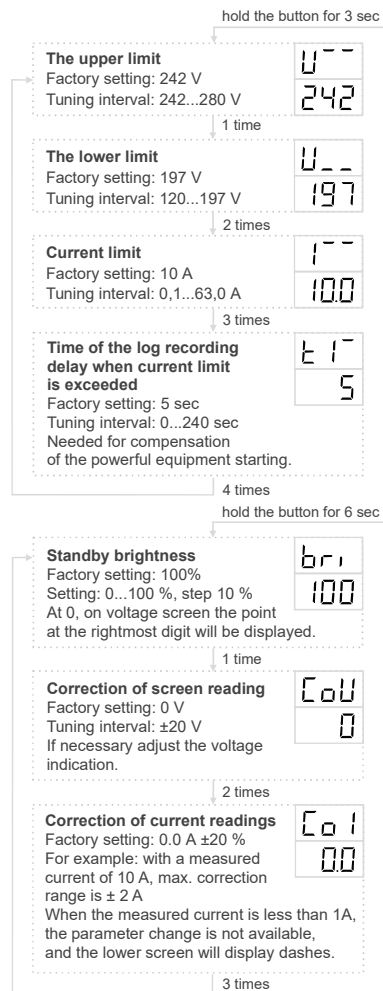 hold the button for 3 sec
The upper limit
Factory setting: 242 V
Tuning interval: 242...280 V
U¯¯
242
1 time
The lower limit
Factory setting: 197 V
Tuning interval: 120...197 V
U_ _
197
2 times
Current limit
Factory setting: 10 A
Tuning interval: 0,1...63,0 A
I¯¯
10.0
3 times
Time of the log recording
delay when current limit
is exceeded
Factory setting: 5 sec
Tuning interval: 0...240 sec
Needed for compensation
of the powerful equipment starting.
t I¯
5
4 times
hold the button for 6 sec
Standby brightness
Factory setting: 100%
Setting: 0...100 %, step 10 %
At 0, on voltage screen the point
at the rightmost digit will be displayed.
bri
100
1 time
Correction of screen reading
Factory setting: 0 V
Tuning interval: ±20 V
If necessary adjust the voltage
indication.
CoU
0
2 times
Correction of current readings
Factory setting: 0.0 A ±20 %
For example: with a measured
current of 10 A, max. correction
range is ± 2 A
When the measured current is less than 1A,
the parameter change is not available,
and the lower screen will display dashes.
CoI
0.0
3 times